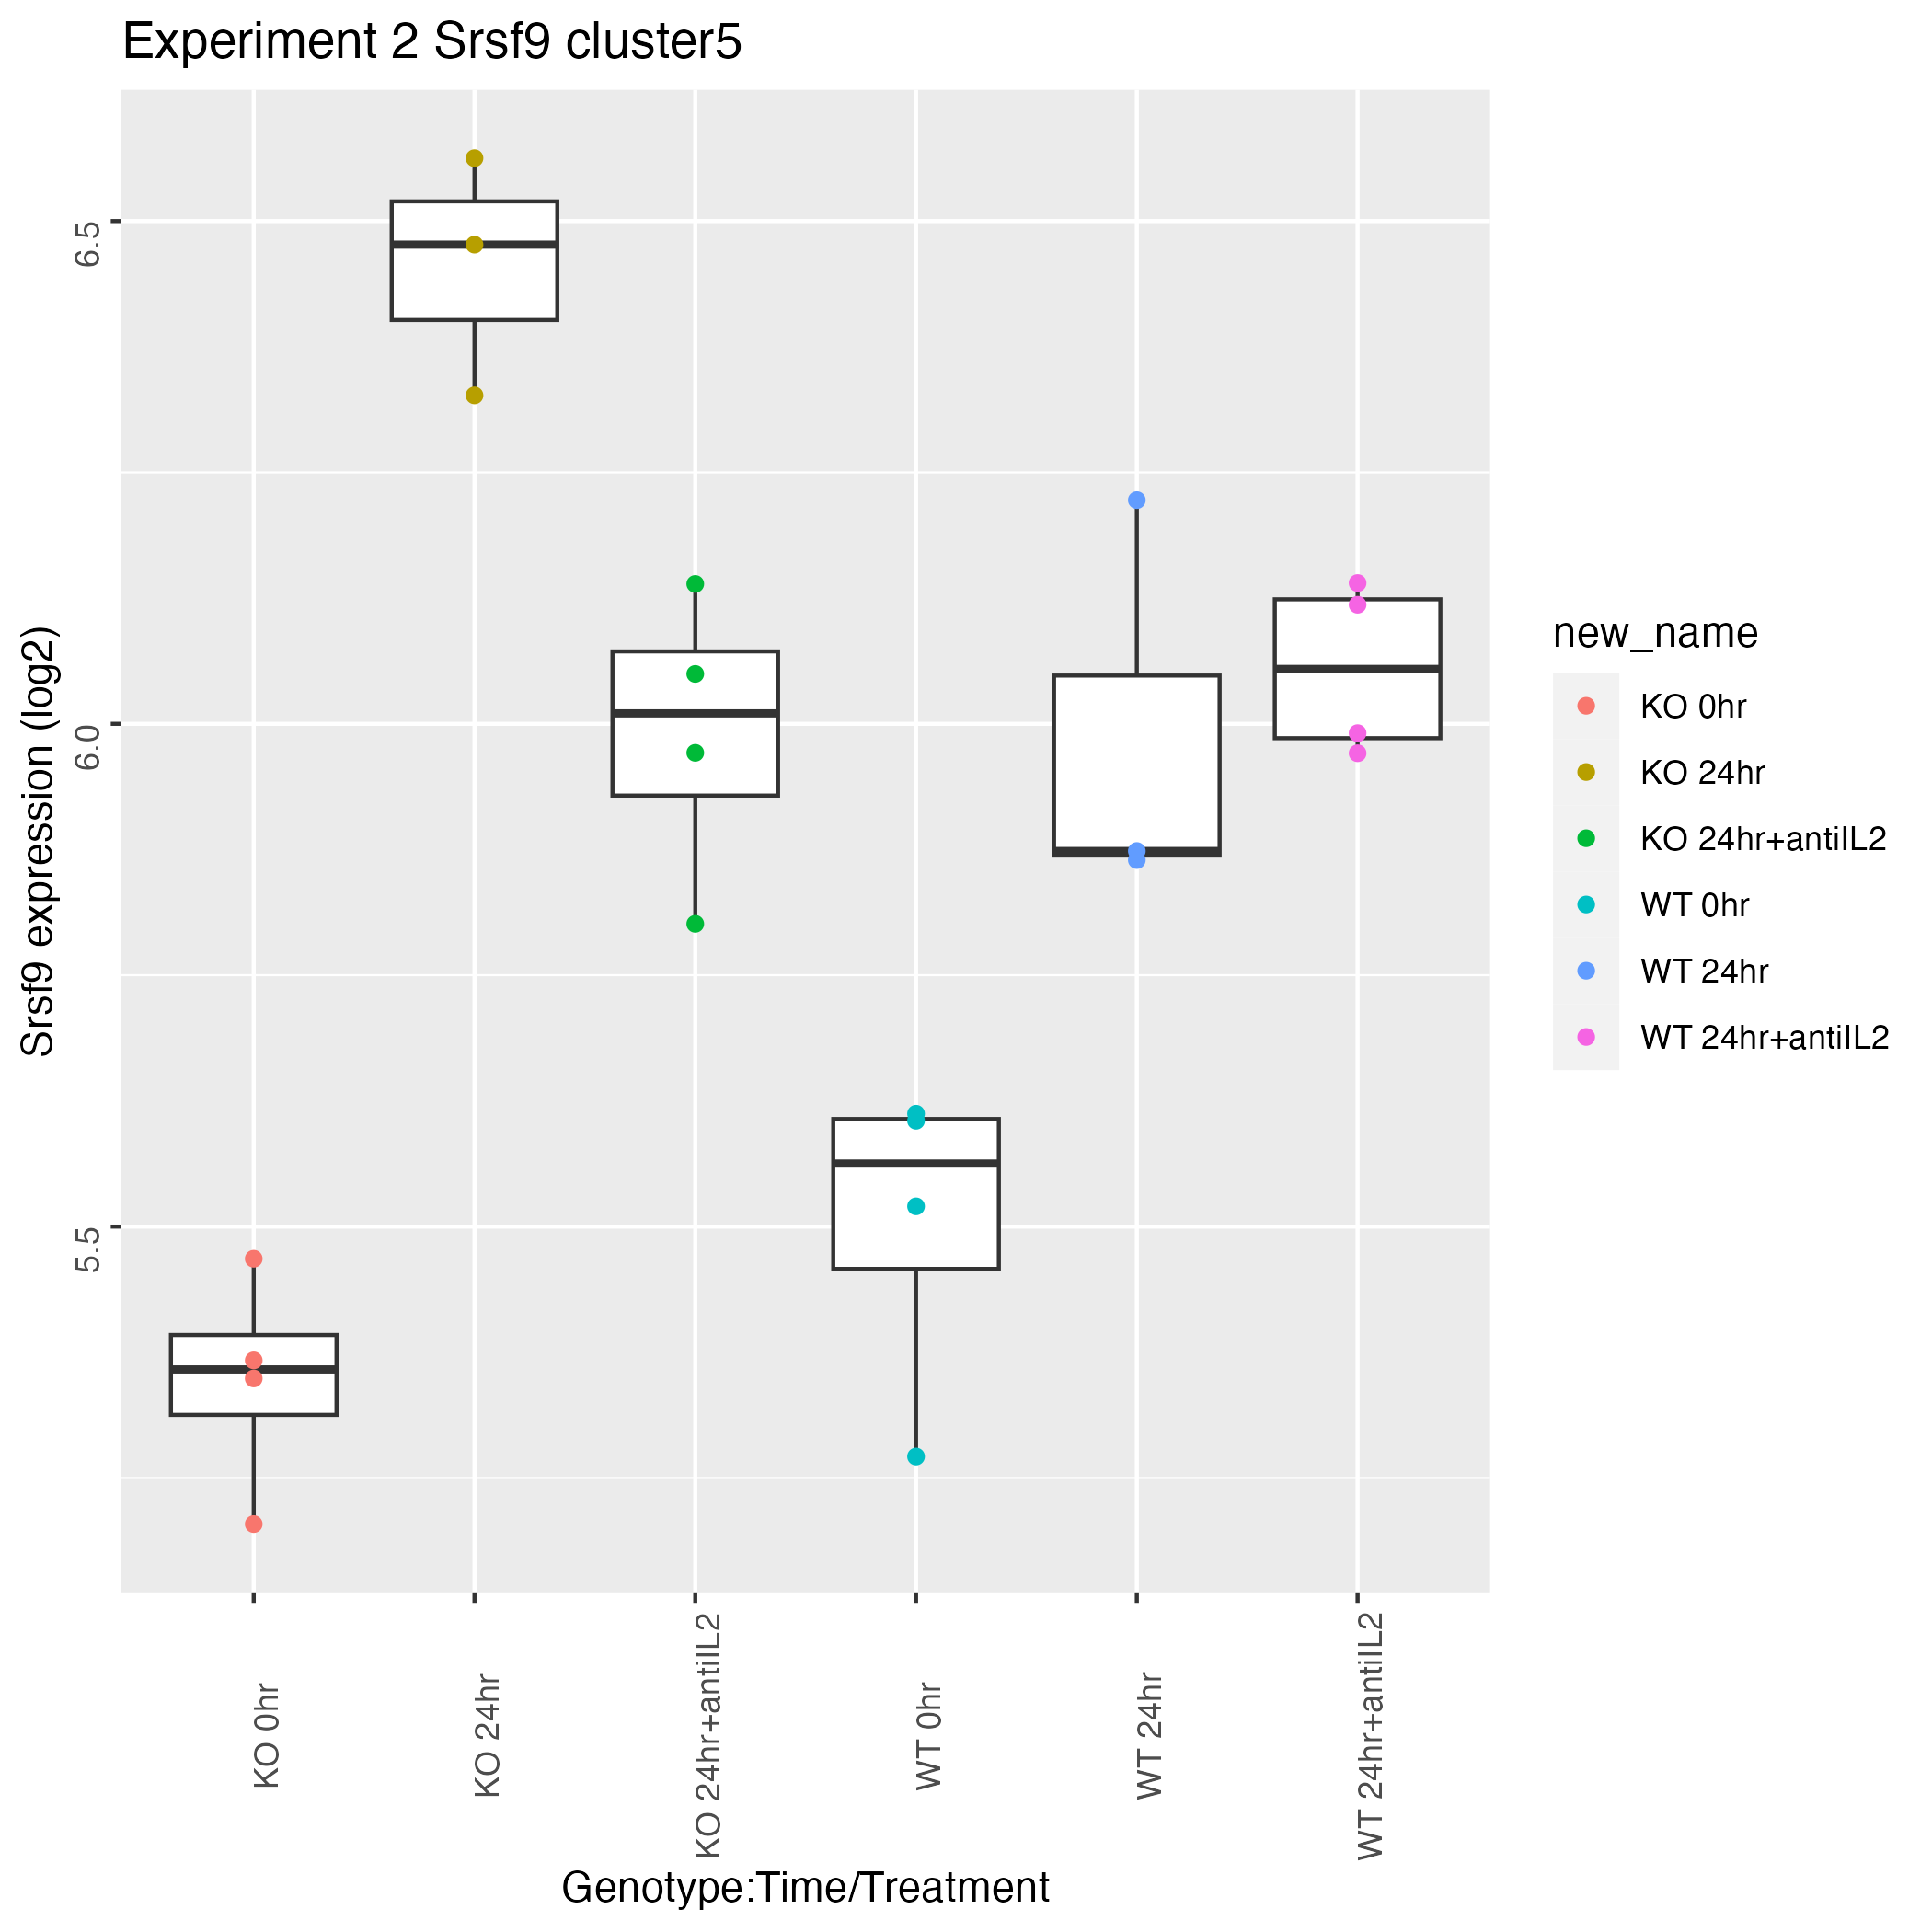 Experiment 2 Srsf9 cluster5
Srsf9 expression (log2)
6.5
6.0
5.5
KO 0hr
KO 24hr
KO 24hr+antiIL2
WT 0hr
WT 24hr
WT 24hr+antiIL2
Genotype:Time/Treatment
new_name
KO 0hr
KO 24hr
KO 24hr+antiIL2
WT 0hr
WT 24hr
WT 24hr+antiIL2